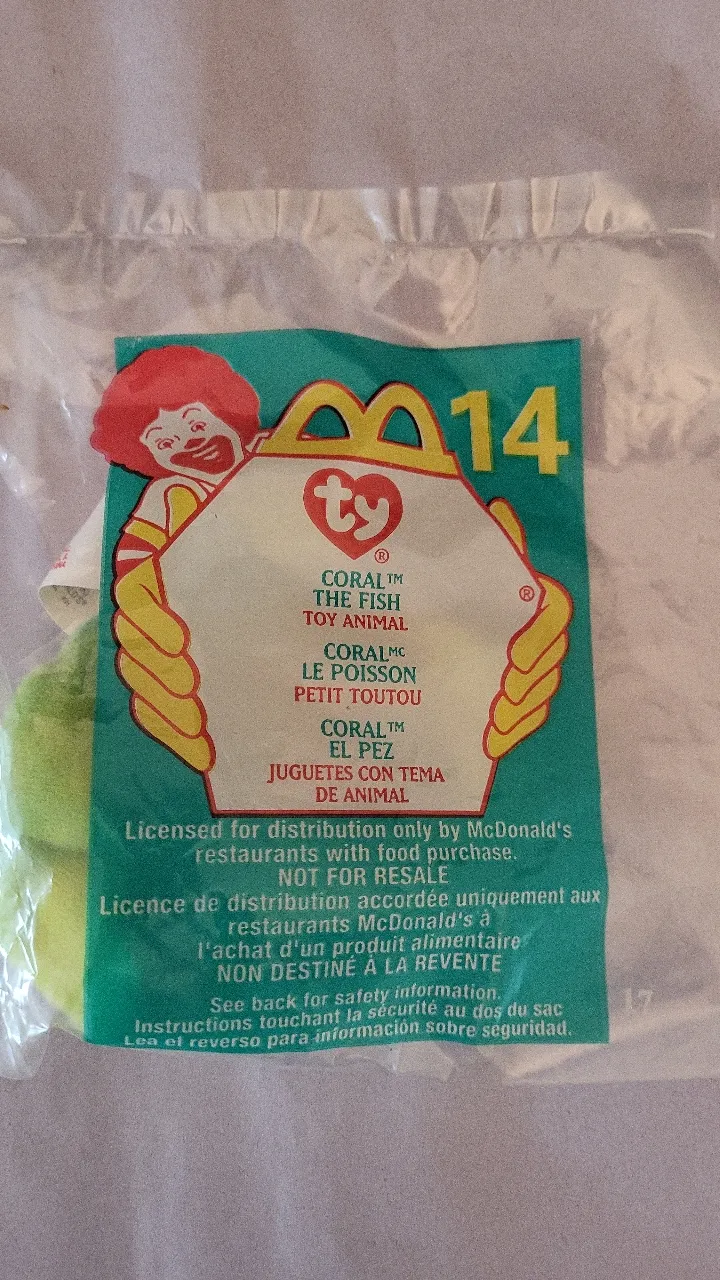 14
ty
®
CORAL™
THE FISH
TOY ANIMAL
®
CORALMC
LE POISSON
PETIT TOUTOU
CORAL™
EL PEZ
JUGUETES CON TEMA
DE ANIMAL
Licensed for distribution only by McDonald's
restaurants with food purchase.
NOT FOR RESALE
Licence de distribution accordée uniquement aux
restaurants McDonald's à
l'achat d'un produit alimentaire
NON DESTINÉ À LA REVENTE
See back for safety information.
Instructions touchant la sécurité au dos du sac
Lea el reverso para información sobre seguridad.
17